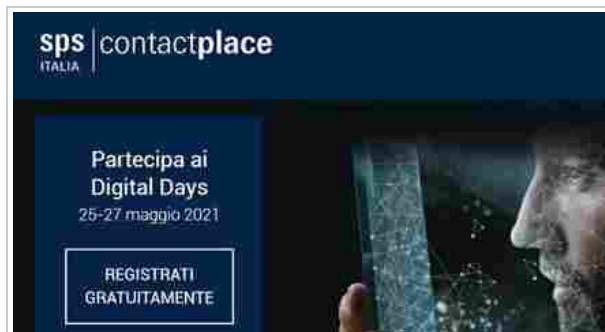 sps
ITALIA
contactplace
Partecipa ai
Digital Days
25-27 maggio 2021
REGISTRATI
GRATUITAMENTE